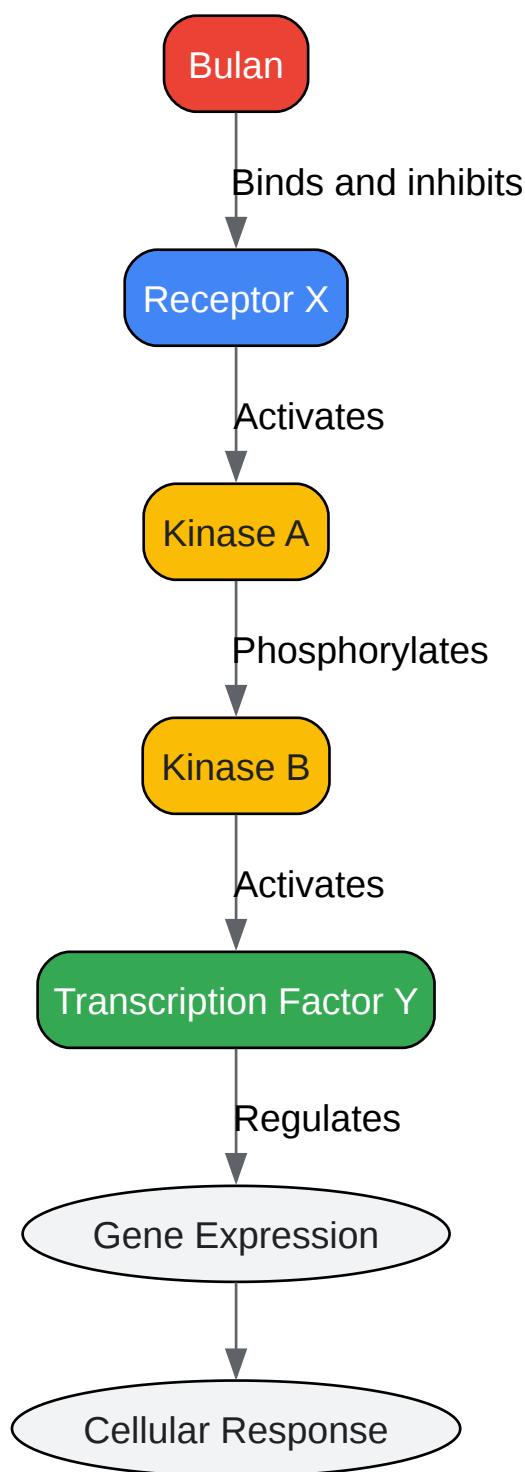 Bulan
Binds and inhibits
Receptor X
Activates
Kinase A
Phosphorylates
Kinase B
Activates
Transcription Factor Y
Regulates
Gene Expression
Cellular Response